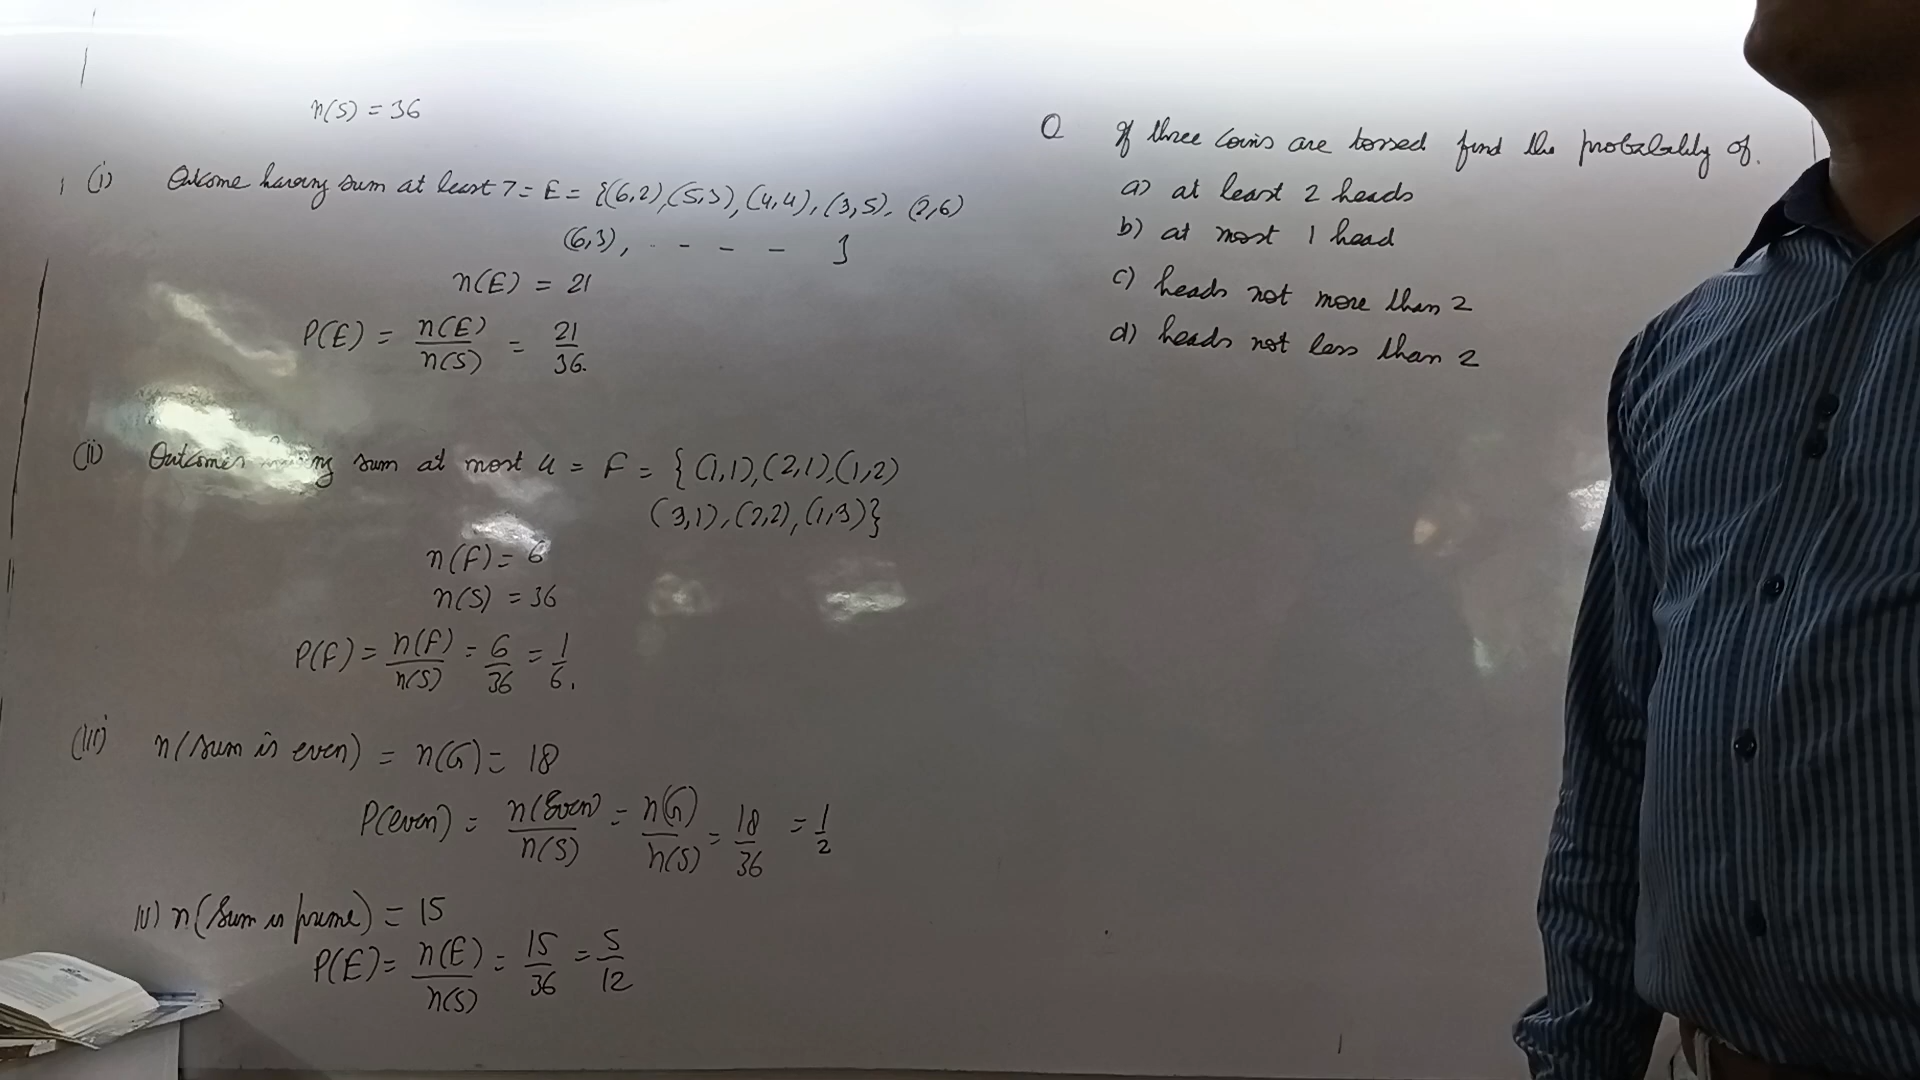 n(S) = 36
(i) Outcome having sum at least 7 = E = {(6,2),(5,3),(4,4),(3,5),(2,6)
(6,3), - - - - }
n(E) = 21
P(E) = n(E)/n(S) = 21/36.
(ii) Outcomes having sum at most 4 = F = {(1,1),(2,1),(1,2)
(3,1),(2,2),(1,3)}
n(F) = 6
n(S) = 36
P(F) = n(F)/n(S) = 6/36 = 1/6.
(iii) n(sum is even) = n(G) = 18
P(even) = n(Even)/n(S) = n(G)/n(S) = 18/36 = 1/2
iv) n(Sum is prime) = 15
P(E) = n(E)/n(S) = 15/36 = 5/12
Q If three coins are tossed find the probability of.
a) at least 2 heads
b) at most 1 head
c) heads not more than 2
d) heads not less than 2